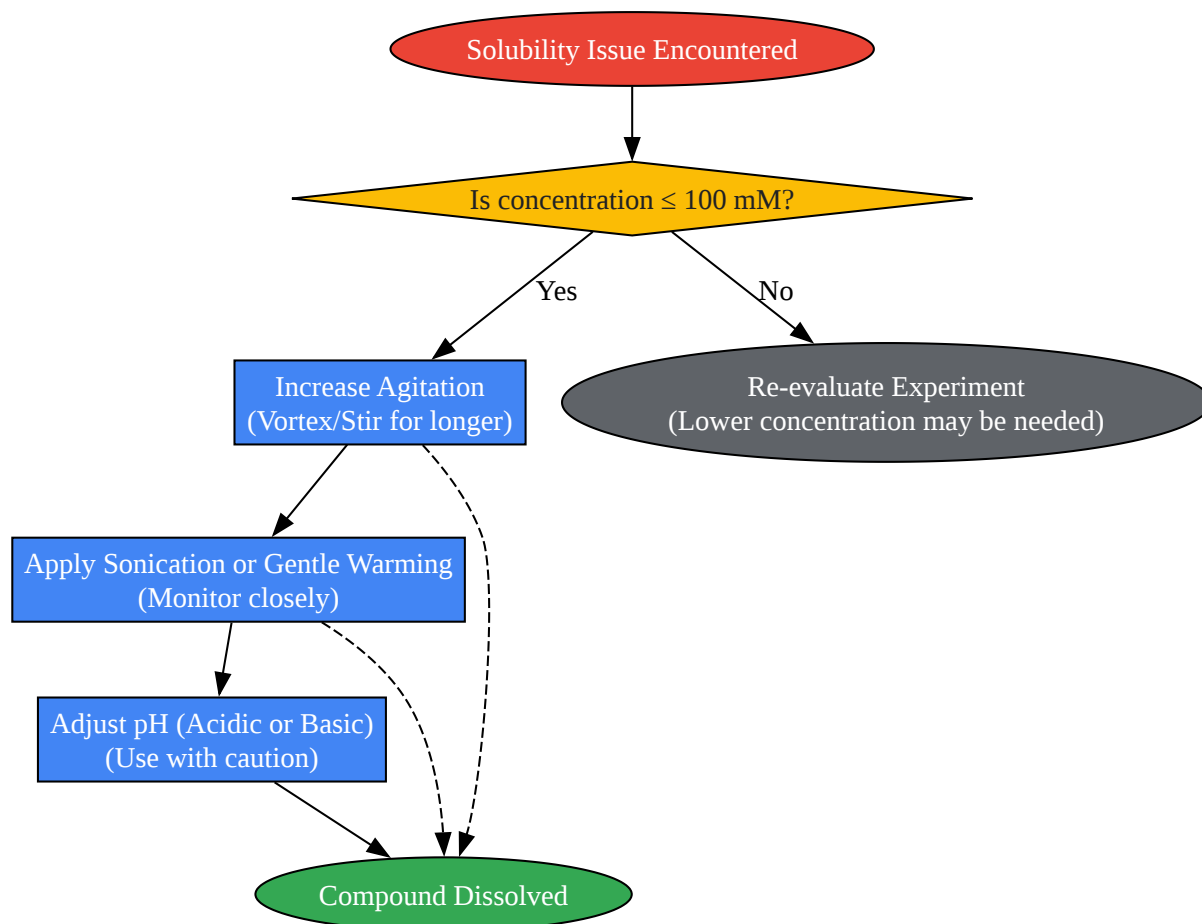 Solubility Issue Encountered
Is concentration ≤ 100 mM?
Yes
No
Increase Agitation
(Vortex/Stir for longer)
Re-evaluate Experiment
(Lower concentration may be needed)
Apply Sonication or Gentle Warming
(Monitor closely)
Adjust pH (Acidic or Basic)
(Use with caution)
Compound Dissolved